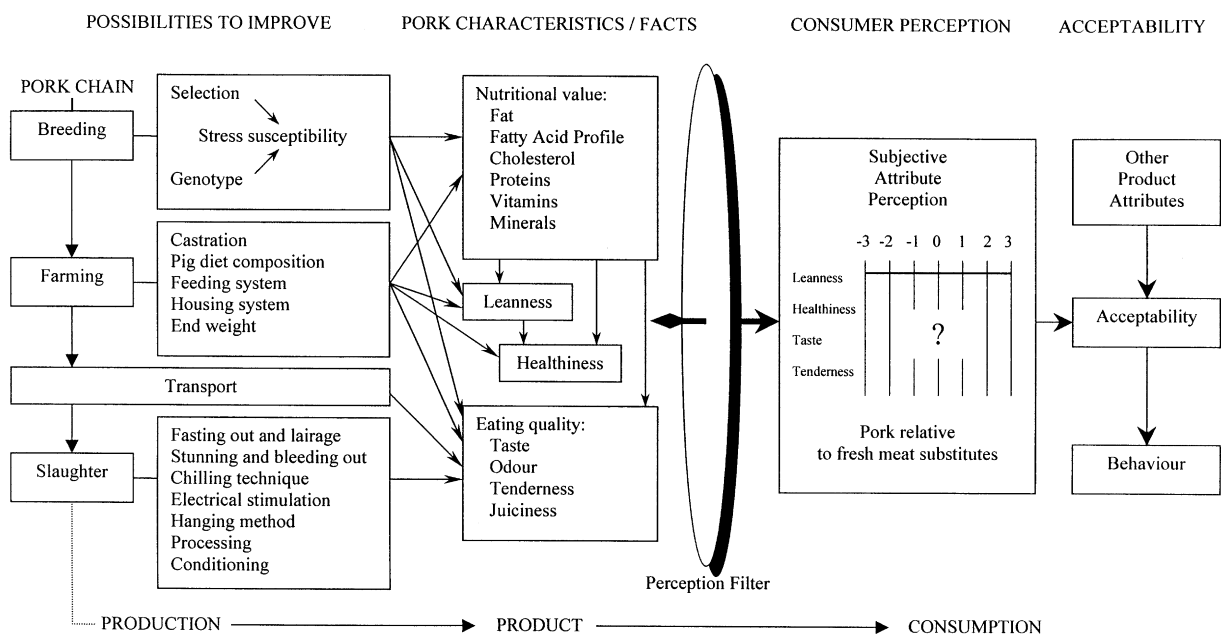 POSSIBILITIES TO IMPROVE
PORK CHARACTERISTICS / FACTS
CONSUMER PERCEPTION
ACCEPTABILITY
PORK CHAIN
Breeding
Farming
Transport
Slaughter
Selection
Stress susceptibility
Genotype
Castration
Pig diet composition
Feeding system
Housing system
End weight
Fasting out and lairage
Stunning and bleeding out
Chilling technique
Electrical stimulation
Hanging method
Processing
Conditioning
Nutritional value:
Fat
Fatty Acid Profile
Cholesterol
Proteins
Vitamins
Minerals
Leanness
Healthiness
Eating quality:
Taste
Odour
Tenderness
Juiciness
Perception Filter
Subjective
Attribute
Perception
-3 -2 -1 0 1 2 3
Leanness
Healthiness
Taste
Tenderness
?
Pork relative
to fresh meat substitutes
Other
Product
Attributes
Acceptability
Behaviour
PRODUCTION
PRODUCT
CONSUMPTION